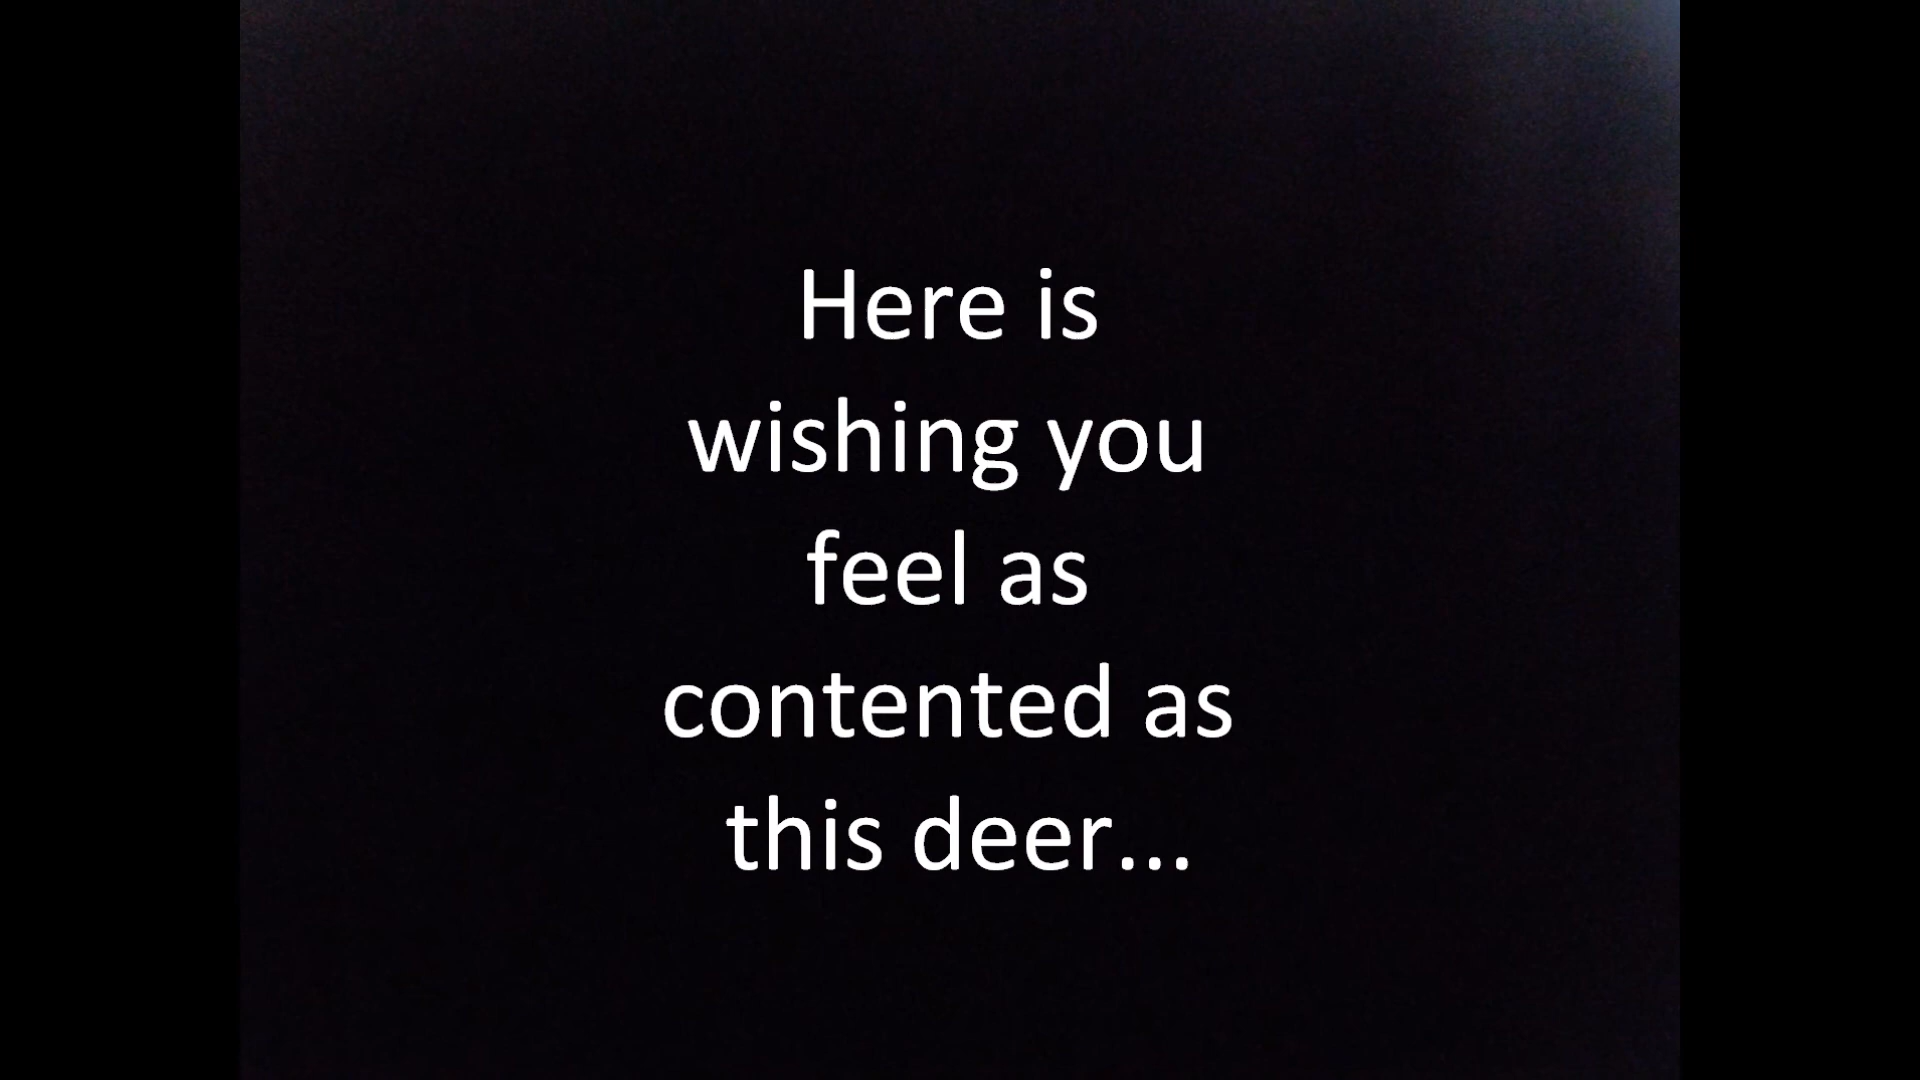 Here is
wishing you
feel as
contented as
this deer...